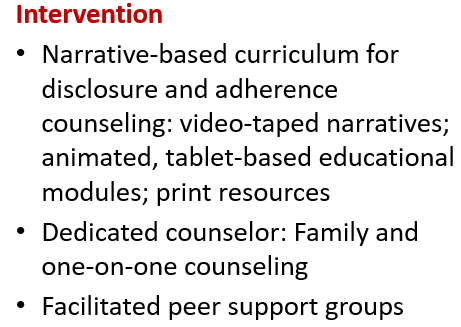 Intervention
• Narrative-based curriculum for
disclosure and adherence
counseling: video-taped narratives;
animated, tablet-based educational
modules; print resources
• Dedicated counselor: Family and
one-on-one counseling
• Facilitated peer support groups